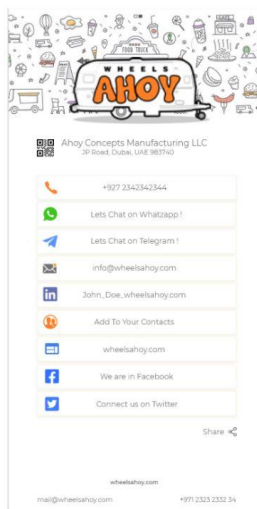 FOOD TRUCK
WHEELS
AHOY
Ahoy Concepts Manufacturing LLC
JP Road, Dubai, UAE 983740
+927 2342342344
Lets Chat on Whatzapp !
Lets Chat on Telegram !
info@wheelsahoy.com
John_Doe_wheelsahoy.com
Add To Your Contacts
wheelsahoy.com
We are in Facebook
Connect us on Twitter
Share
wheelsahoy.com
mail@wheelsahoy.com +971 2323 2332 34